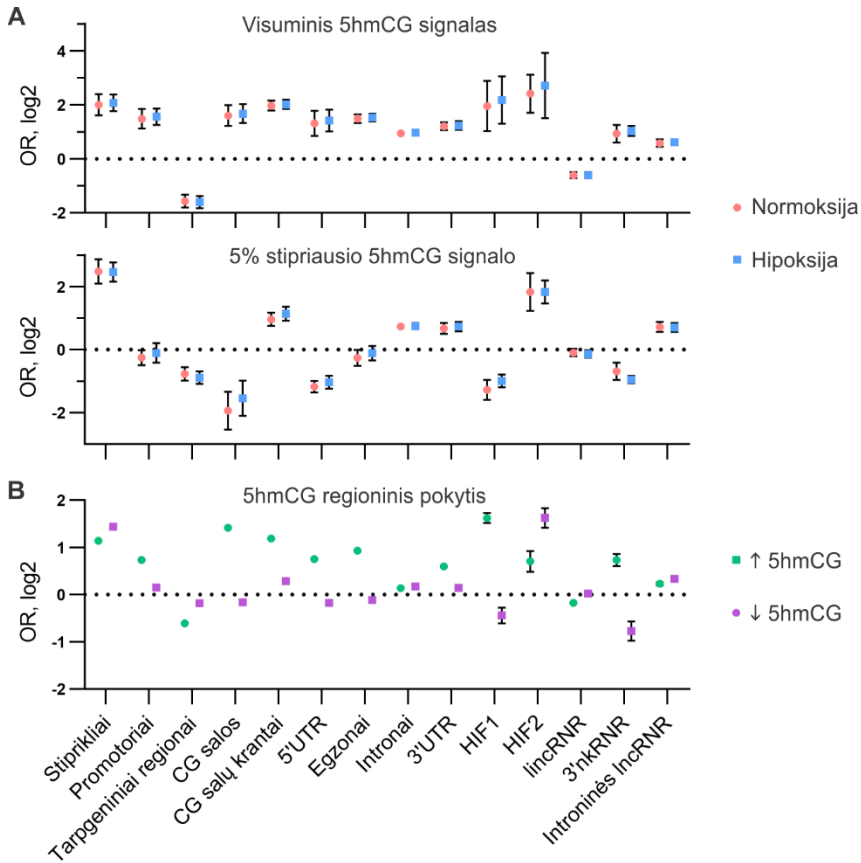 A
Visuminis 5hmCG signalas
OR, log2
4
2
0
-2
Normoksija
Hipoksija
5% stipriausio 5hmCG signalo
OR, log2
2
0
-2
B
5hmCG regioninis pokytis
OR, log2
2
1
0
-1
-2
↑ 5hmCG
↓ 5hmCG
Stiprikliai
Promotoriai
Tarpgeniniai regionai
CG salos
CG salų krantai
5'UTR
Egzonai
Intronai
3'UTR
HIF1
HIF2
lincRNR
3'nkRNR
Introninės lncRNR